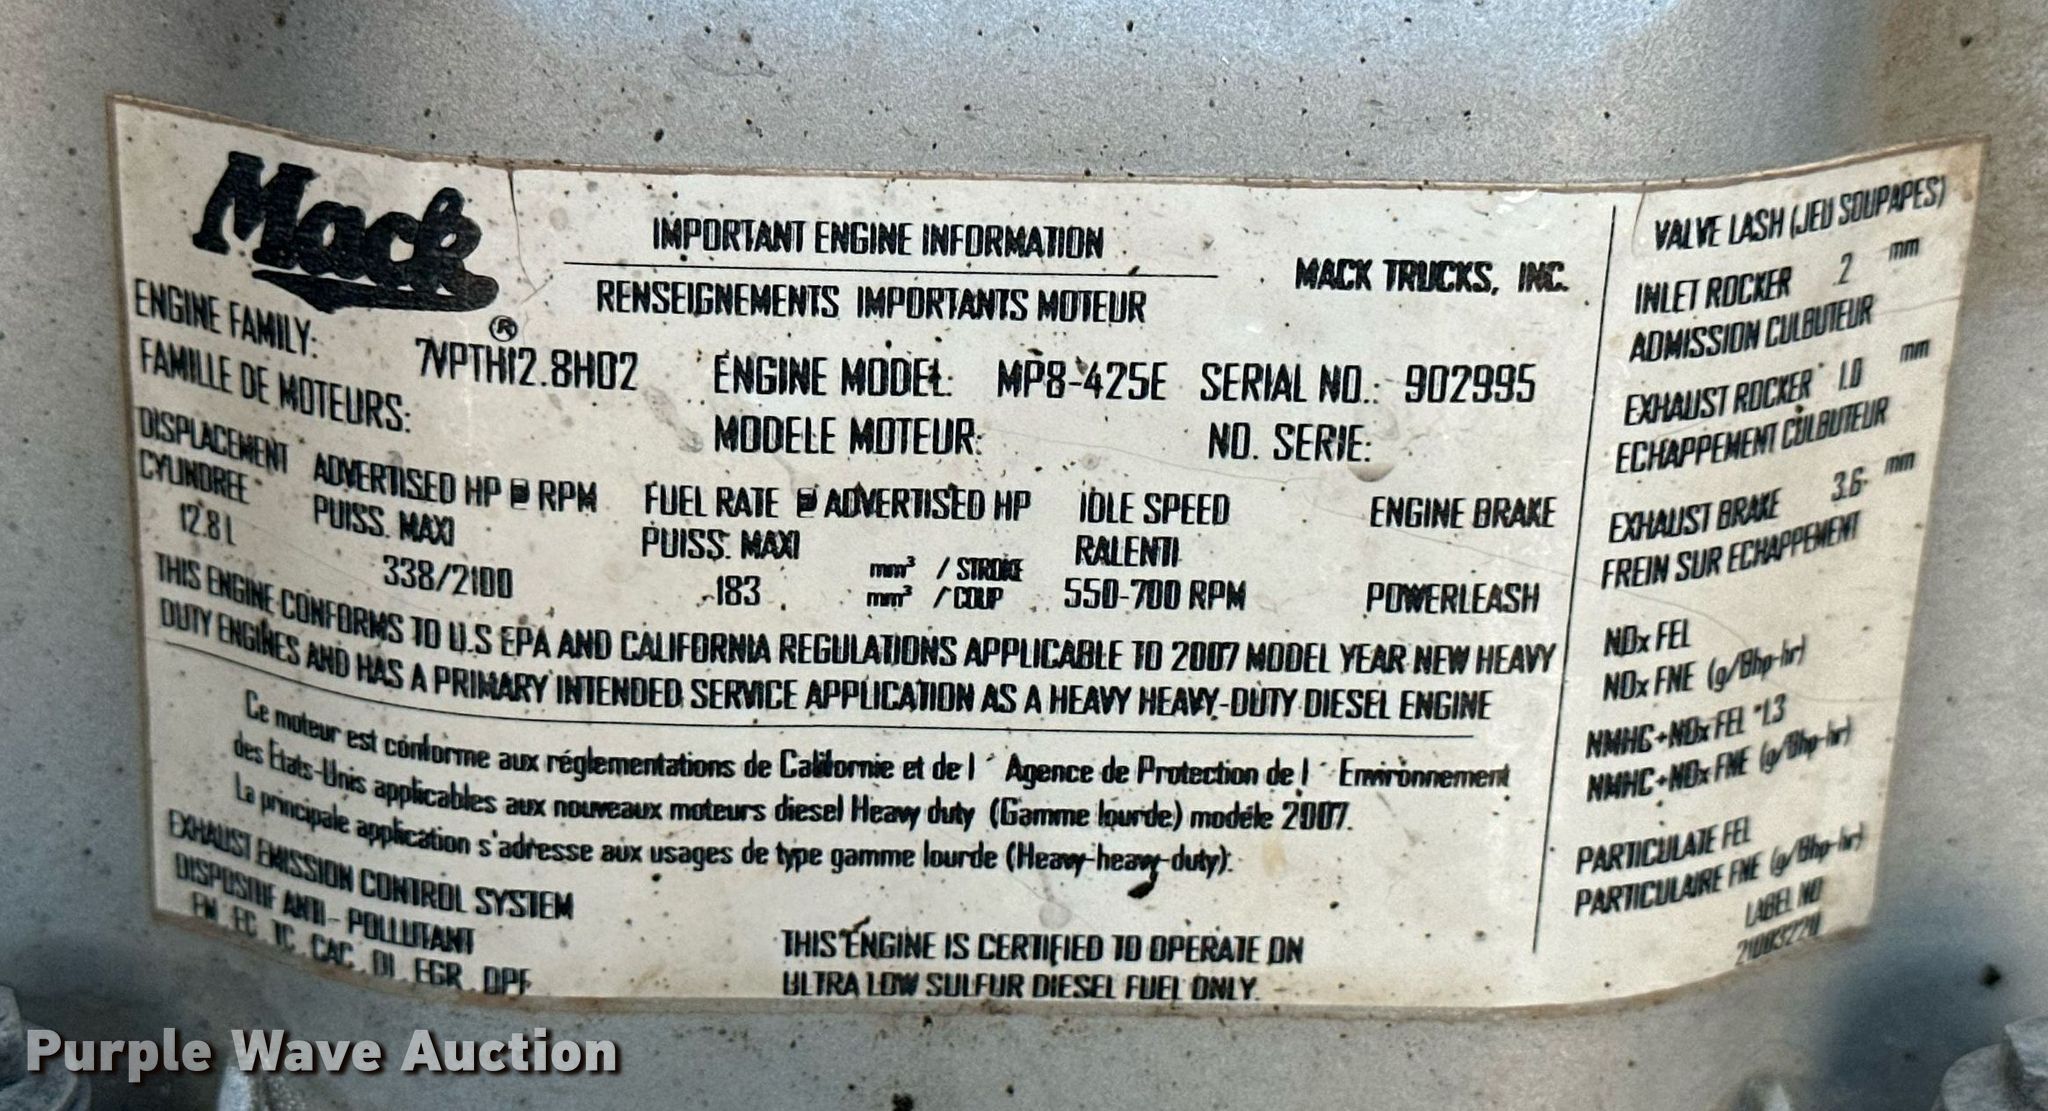 Mack®
IMPORTANT ENGINE INFORMATION
RENSEIGNEMENTS IMPORTANTS MOTEUR
MACK TRUCKS, INC.
ENGINE FAMILY: 7VPTH12.8H02
FAMILLE DE MOTEURS:
ENGINE MODEL: MP8-425E SERIAL NO.: 902995
MODELE MOTEUR: NO. SERIE:
DISPLACEMENT
CYLINDREE
12.8 L
ADVERTISED HP @ RPM
PUISS. MAXI
338/2100
FUEL RATE @ ADVERTISED HP
PUISS. MAXI
183 mm³ / STROKE
mm³ / COUP
IDLE SPEED
RALENTI
550-700 RPM
ENGINE BRAKE
POWERLEASH
THIS ENGINE CONFORMS TO U.S EPA AND CALIFORNIA REGULATIONS APPLICABLE TO 2007 MODEL YEAR NEW HEAVY
DUTY ENGINES AND HAS A PRIMARY INTENDED SERVICE APPLICATION AS A HEAVY HEAVY-DUTY DIESEL ENGINE
Ce moteur est conforme aux réglementations de Californie et de l ´ Agence de Protection de l ´ Environnement
des Etats-Unis applicables aux nouveaux moteurs diesel Heavy duty (Gamme lourde) modéle 2007.
La principale application s'adresse aux usages de type gamme lourde (Heavy-heavy-duty).
EXHAUST EMISSION CONTROL SYSTEM
DISPOSITIF ANTI - POLLUTANT
EM , EC , TC , CAC , DI , EGR , DPF
THIS ENGINE IS CERTIFIED TO OPERATE ON
ULTRA LOW SULFUR DIESEL FUEL ONLY.
VALVE LASH (JEU SOUPAPES)
INLET ROCKER .2 mm
ADMISSION CULBUTEUR
EXHAUST ROCKER 1.0 mm
ECHAPPEMENT CULBUTEUR
EXHAUST BRAKE 3.6 mm
FREIN SUR ECHAPPEMENT
NOx FEL
NOx FNE (g/Bhp-hr)
NMHC+NOx FEL *1.3
NMHC+NOx FNE (g/Bhp-hr)
PARTICULATE FEL
PARTICULAIRE FNE (g/Bhp-hr)
LABEL NO
Purple Wave Auction